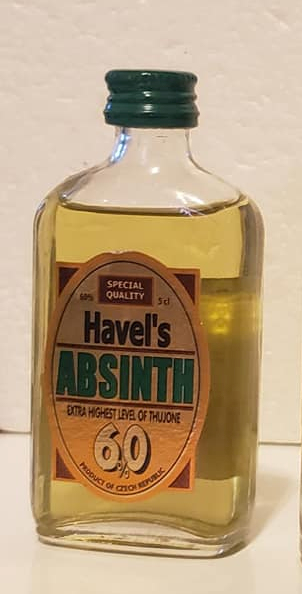 SPECIAL
QUALITY
60% 5 cl
Havel's
ABSINTH
EXTRA HIGHEST LEVEL OF THUJONE
60%
PRODUCT OF CZECH REPUBLIC